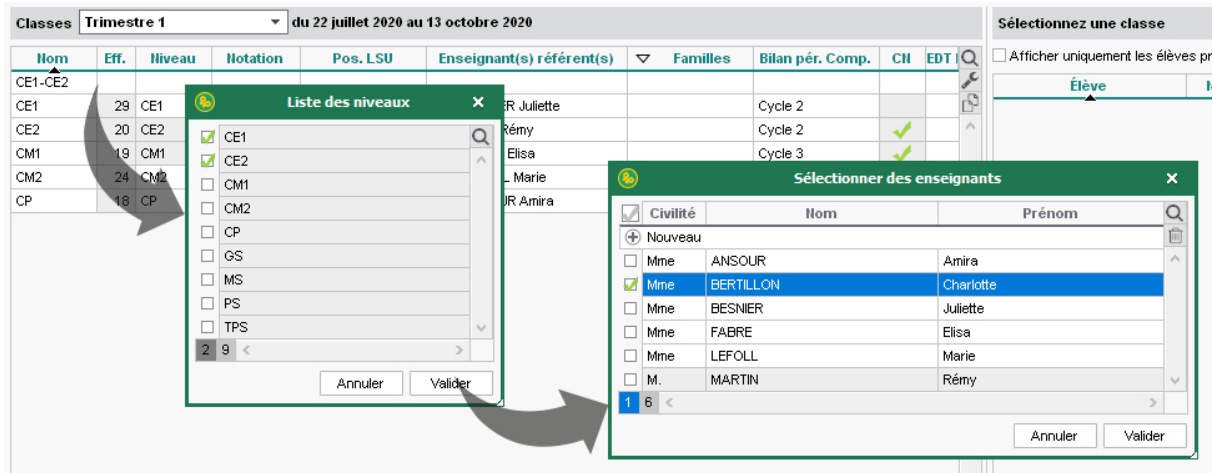 Classes Trimestre 1 du 22 juillet 2020 au 13 octobre 2020
Nom Eff. Niveau Notation Pos. LSU Enseignant(s) référent(s) Familles Bilan pér. Comp. CN EDT
CE1-CE2
CE1 29 CE1 R Juliette Cycle 2
CE2 20 CE2 Rémy Cycle 2
CM1 19 CM1 Elisa Cycle 3
CM2 24 CM2 L Marie
CP 18 CP JR Amira
Liste des niveaux
CE1
CE2
CM1
CM2
CP
GS
MS
PS
TPS
2 9
Annuler Valider
Sélectionner des enseignants
Civilité Nom Prénom
Nouveau
Mme ANSOUR Amira
Mme BERTILLON Charlotte
Mme BESNIER Juliette
Mme FABRE Elisa
Mme LEFOLL Marie
M. MARTIN Rémy
1 6
Annuler Valider
Sélectionnez une classe
Afficher uniquement les élèves pr
Élève